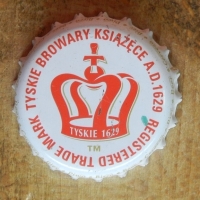 TYSKIE BROWARY KSIĄŻĘCE A.D.1629
REGISTERED TRADE MARK
TYSKIE 1629
TM